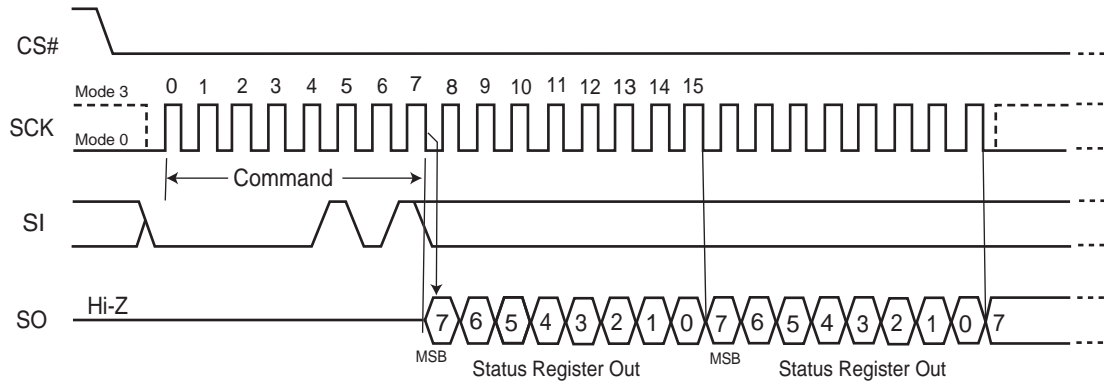 CS#
Mode 3
0 1 2 3 4 5 6 7 8 9 10 11 12 13 14 15
SCK
Mode 0
Command
SI
Hi-Z
SO
7 6 5 4 3 2 1 0 7 6 5 4 3 2 1 0 7
MSB Status Register Out MSB Status Register Out